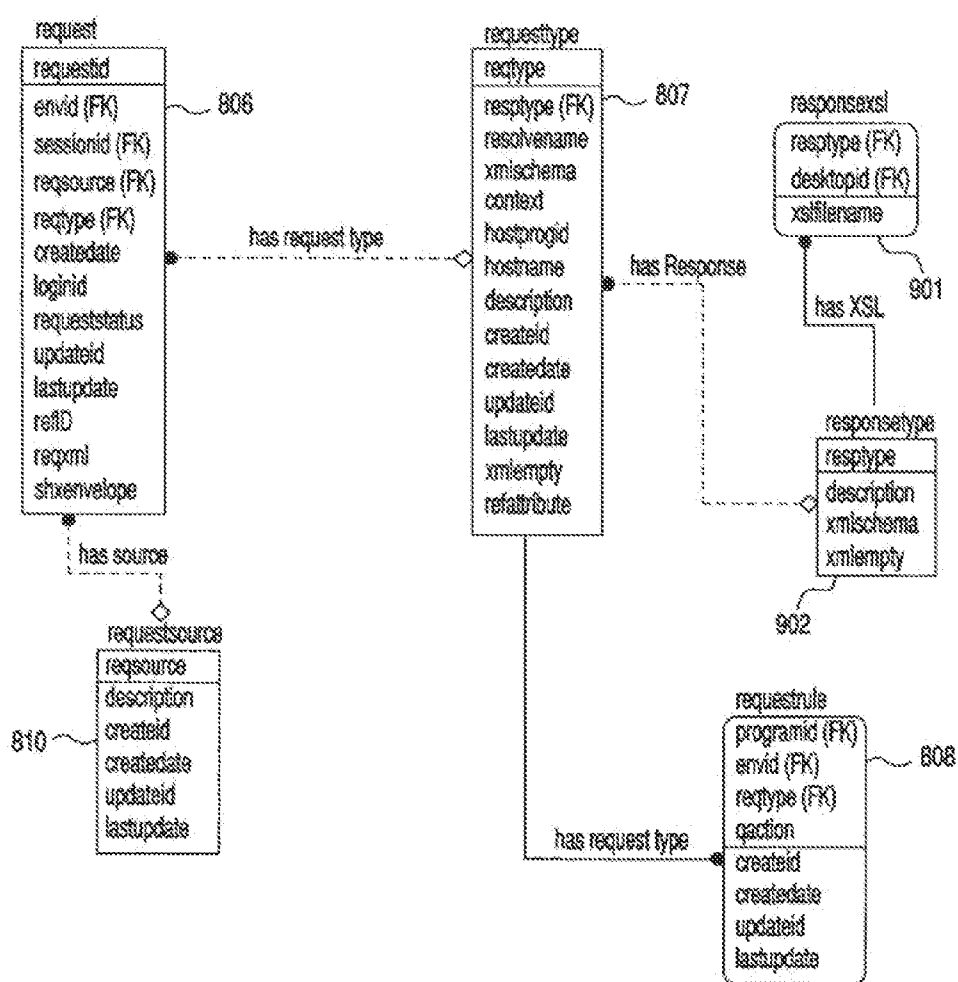 request
requestid
envid (FK)
sessionid (FK)
reqsource (FK)
reqtype (FK)
createdate
loginid
requeststatus
updateid
lastupdate
refID
reqxml
shxenvelope
806
has request type
has source
requestsource
reqsource
description
createid
createdate
updateid
lastupdate
810
requesttype
reqtype
resptype (FK)
resolvename
xmlschema
context
hostprogid
hostname
description
createid
createdate
updateid
lastupdate
xmlempty
refattribute
807
has Response
responsexsl
resptype (FK)
desktopid (FK)
xslfilename
901
has XSL
responsetype
resptype
description
xmlschema
xmlempty
902
has request type
requestrule
programid (FK)
envid (FK)
reqtype (FK)
qaction
createid
createdate
updateid
lastupdate
808